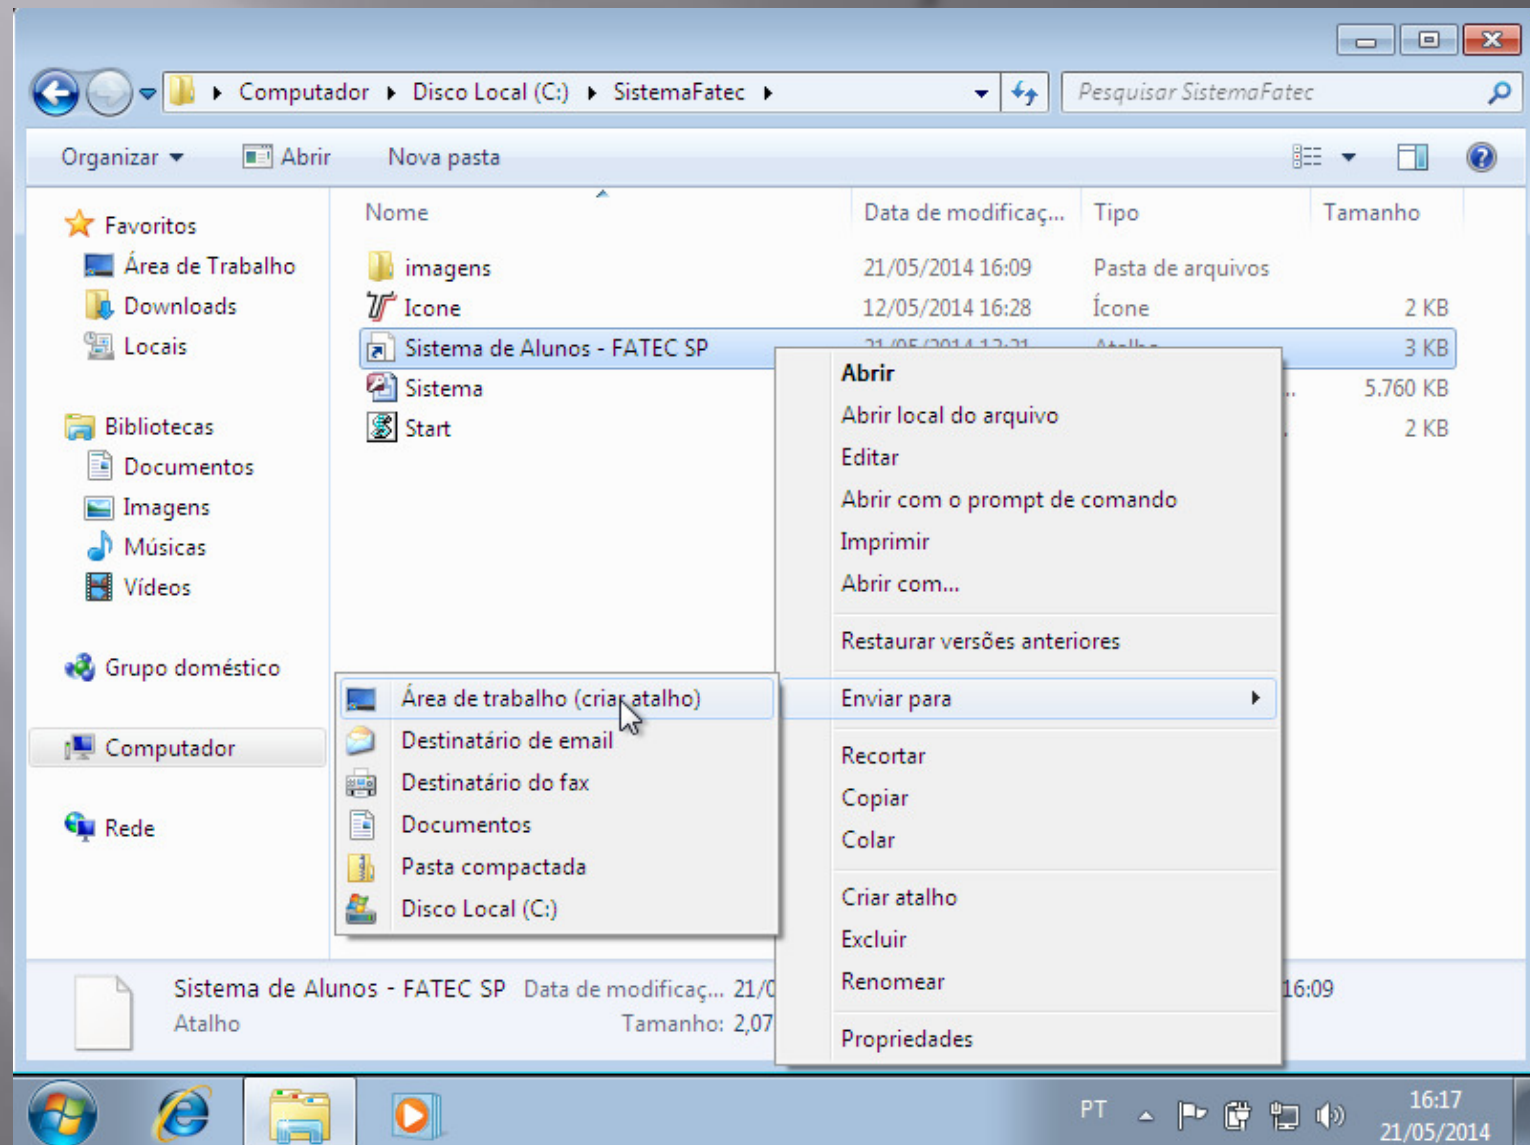 Computador ▸ Disco Local (C:) ▸ SistemaFatec ▸
Pesquisar SistemaFatec
Organizar Abrir Nova pasta
Nome Data de modificaç... Tipo Tamanho
Favoritos
Área de Trabalho
Downloads
Locais
Bibliotecas
Documentos
Imagens
Músicas
Vídeos
Grupo doméstico
Computador
Rede
imagens 21/05/2014 16:09 Pasta de arquivos
Icone 12/05/2014 16:28 Ícone 2 KB
Sistema de Alunos - FATEC SP 3 KB
Sistema .. 5.760 KB
Start . 2 KB
Abrir
Abrir local do arquivo
Editar
Abrir com o prompt de comando
Imprimir
Abrir com...
Restaurar versões anteriores
Enviar para
Recortar
Copiar
Colar
Criar atalho
Excluir
Renomear
Propriedades
Área de trabalho (criar atalho)
Destinatário de email
Destinatário do fax
Documentos
Pasta compactada
Disco Local (C:)
Sistema de Alunos - FATEC SP Data de modificaç... 21/0 16:09
Atalho Tamanho: 2,07
PT
16:17
21/05/2014